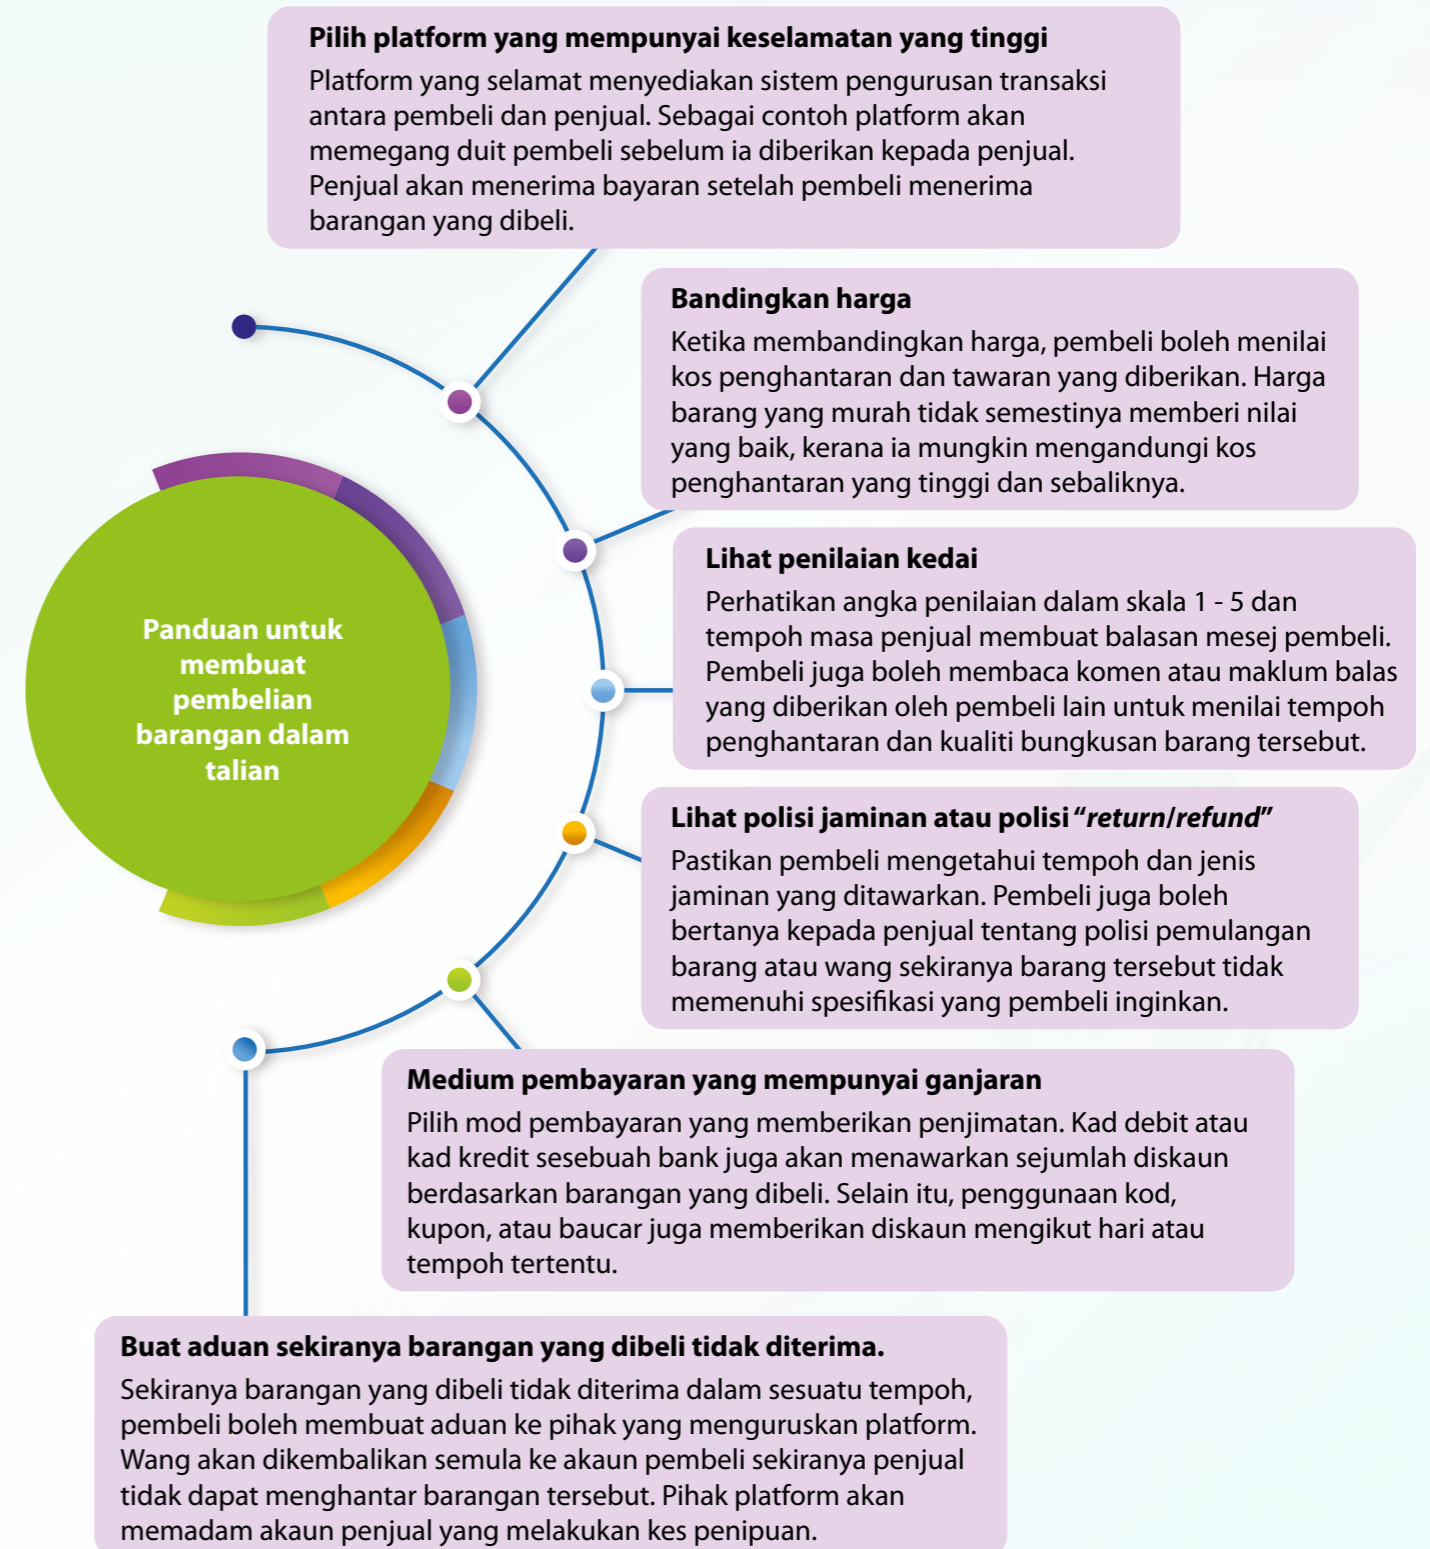 Pilih platform yang mempunyai keselamatan yang tinggi
Platform yang selamat menyediakan sistem pengurusan transaksi
antara pembeli dan penjual. Sebagai contoh platform akan
memegang duit pembeli sebelum ia diberikan kepada penjual.
Penjual akan menerima bayaran setelah pembeli menerima
barangan yang dibeli.
Bandingkan harga
Ketika membandingkan harga, pembeli boleh menilai
kos penghantaran dan tawaran yang diberikan. Harga
barang yang murah tidak semestinya memberi nilai
yang baik, kerana ia mungkin mengandungi kos
penghantaran yang tinggi dan sebaliknya.
Panduan untuk
membuat
pembelian
barangan dalam
talian
Lihat penilaian kedai
Perhatikan angka penilaian dalam skala 1 - 5 dan
tempoh masa penjual membuat balasan mesej pembeli.
Pembeli juga boleh membaca komen atau maklum balas
yang diberikan oleh pembeli lain untuk menilai tempoh
penghantaran dan kualiti bungkusan barang tersebut.
Lihat polisi jaminan atau polisi “return/refund”
Pastikan pembeli mengetahui tempoh dan jenis
jaminan yang ditawarkan. Pembeli juga boleh
bertanya kepada penjual tentang polisi pemulangan
barang atau wang sekiranya barang tersebut tidak
memenuhi spesifikasi yang pembeli inginkan.
Medium pembayaran yang mempunyai ganjaran
Pilih mod pembayaran yang memberikan penjimatan. Kad debit atau
kad kredit sesebuah bank juga akan menawarkan sejumlah diskaun
berdasarkan barangan yang dibeli. Selain itu, penggunaan kod,
kupon, atau baucar juga memberikan diskaun mengikut hari atau
tempoh tertentu.
Buat aduan sekiranya barangan yang dibeli tidak diterima.
Sekiranya barangan yang dibeli tidak diterima dalam sesuatu tempoh,
pembeli boleh membuat aduan ke pihak yang menguruskan platform.
Wang akan dikembalikan semula ke akaun pembeli sekiranya penjual
tidak dapat menghantar barangan tersebut. Pihak platform akan
memadam akaun penjual yang melakukan kes penipuan.